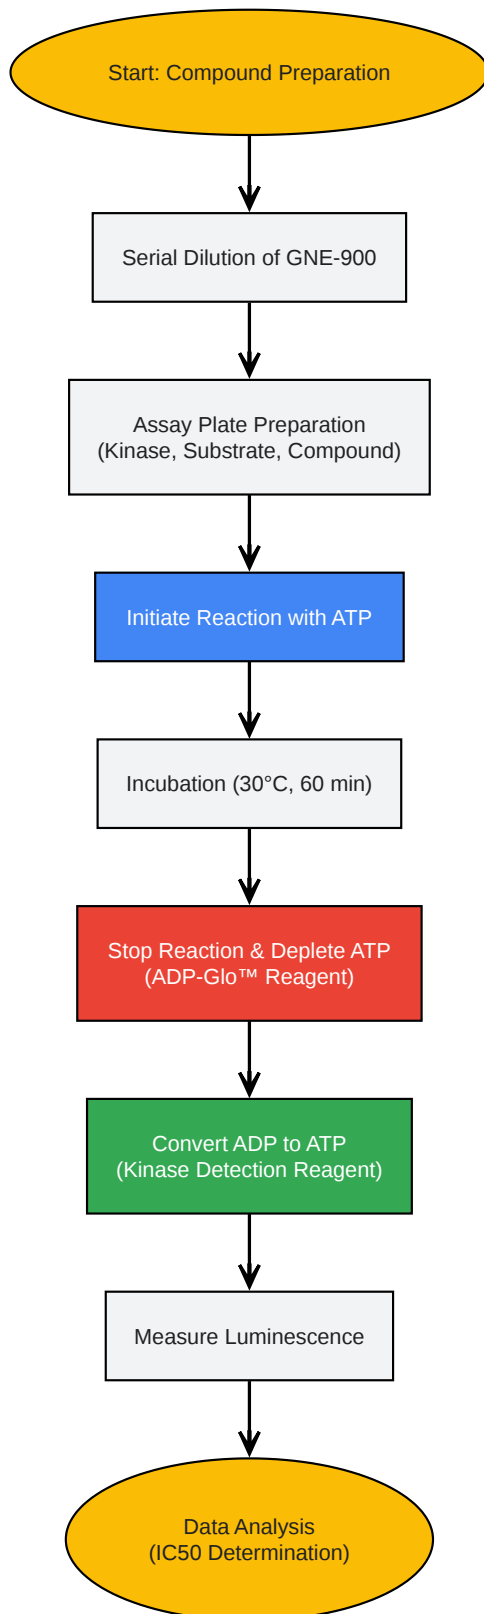 Start: Compound Preparation
Serial Dilution of GNE-900
Assay Plate Preparation
(Kinase, Substrate, Compound)
Initiate Reaction with ATP
Incubation (30°C, 60 min)
Stop Reaction & Deplete ATP
(ADP-Glo™ Reagent)
Convert ADP to ATP
(Kinase Detection Reagent)
Measure Luminescence
Data Analysis
(IC50 Determination)